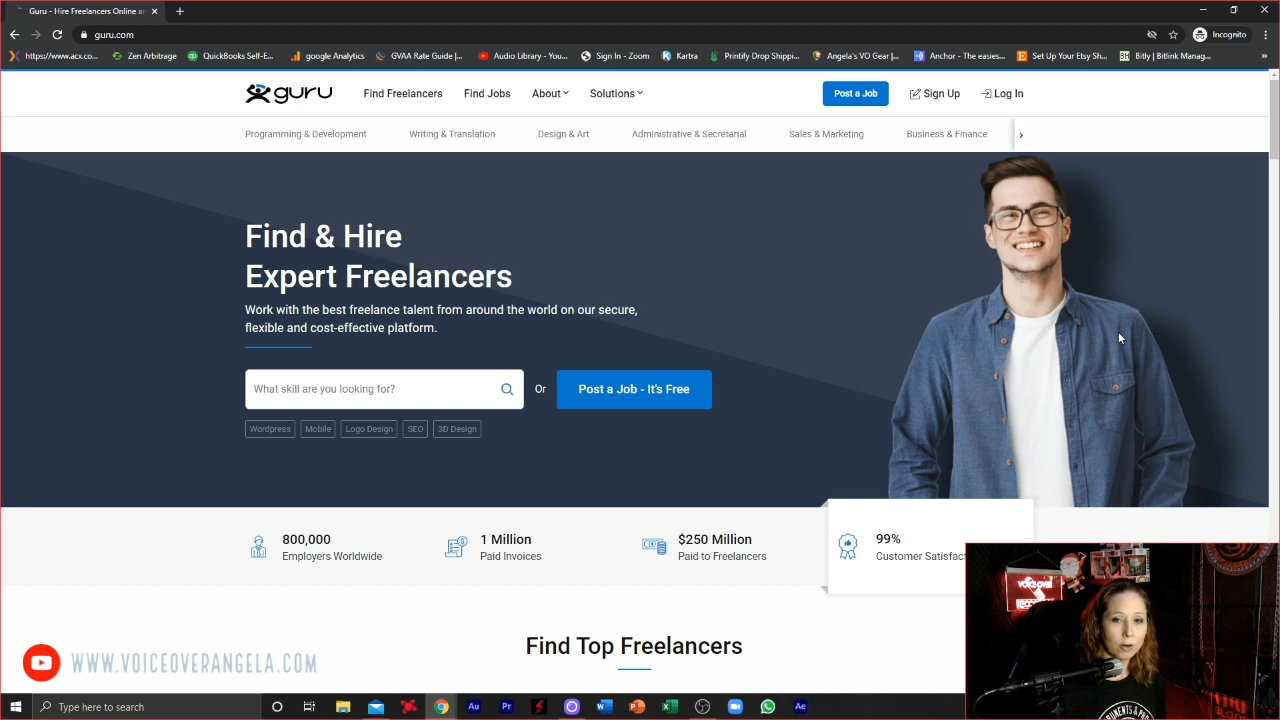 Guru - Hire Freelancers Online a
guru.com
Incognito
https://www.acx.co...
Zen Arbitrage
QuickBooks Self-E...
google Analytics
GVAA Rate Guide |...
Audio Library - You...
Sign In - Zoom
Kartra
Printify Drop Shippi...
Angela's VO Gear |...
Anchor - The easies...
Set Up Your Etsy Sh...
Bitly | Bitlink Manag...
guru
Find Freelancers
Find Jobs
About
Solutions
Post a Job
Sign Up
Log In
Programming & Development
Writing & Translation
Design & Art
Administrative & Secretarial
Sales & Marketing
Business & Finance
Find & Hire
Expert Freelancers
Work with the best freelance talent from around the world on our secure,
flexible and cost-effective platform.
What skill are you looking for?
Or
Post a Job - It's Free
Wordpress
Mobile
Logo Design
SEO
3D Design
800,000
Employers Worldwide
1 Million
Paid Invoices
$250 Million
Paid to Freelancers
99%
Customer Satisfact
Find Top Freelancers
VOICE OVER
WWW.VOICEOVERANGELA.COM
Type here to search
Au
Pr
Ae